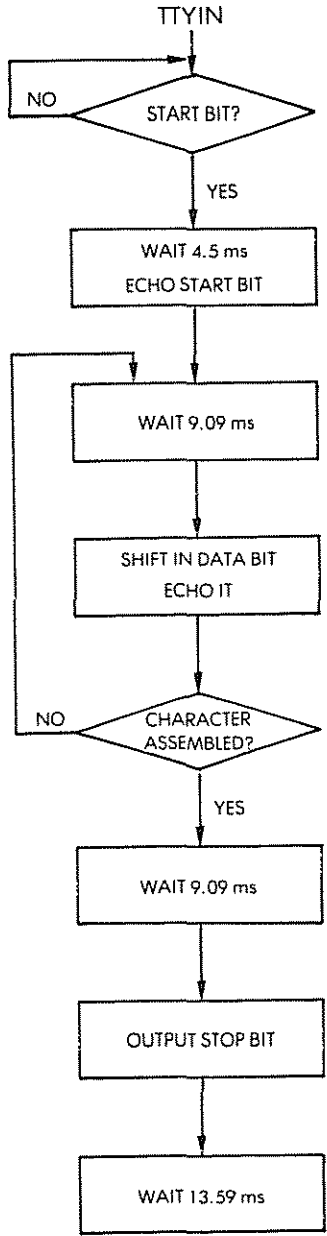 TTYIN
NO
START BIT?
YES
WAIT 4.5 ms
ECHO START BIT
WAIT 9.09 ms
SHIFT IN DATA BIT
ECHO IT
NO
CHARACTER
ASSEMBLED?
YES
WAIT 9.09 ms
OUTPUT STOP BIT
WAIT 13.59 ms